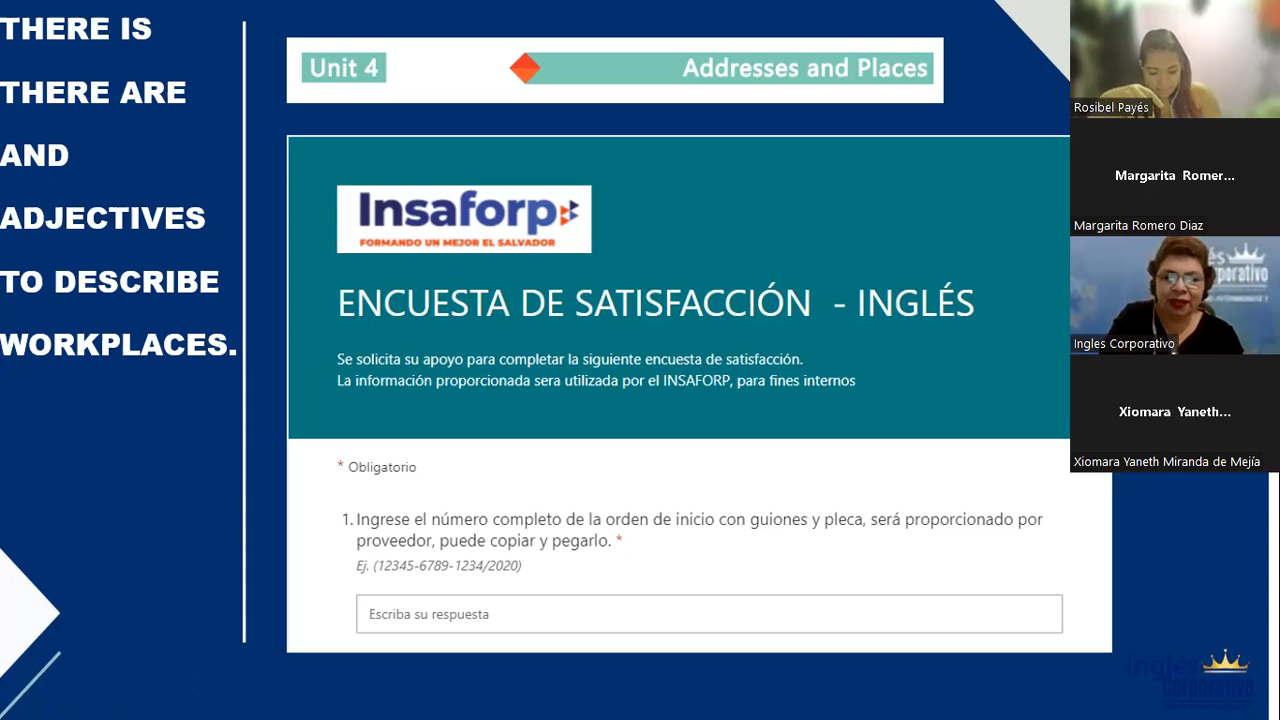 THERE IS
THERE ARE
AND
ADJECTIVES
TO DESCRIBE
WORKPLACES.
Unit 4
Addresses and Places
Insaforp
FORMANDO UN MEJOR EL SALVADOR
ENCUESTA DE SATISFACCIÓN - INGLÉS
Se solicita su apoyo para completar la siguiente encuesta de satisfacción.
La información proporcionada sera utilizada por el INSAFORP, para fines internos
* Obligatorio
1. Ingrese el número completo de la orden de inicio con guiones y pleca, será proporcionado por
proveedor, puede copiar y pegarlo. *
Ej. (12345-6789-1234/2020)
Escriba su respuesta
Rosibel Payés
Margarita Romer...
Margarita Romero Diaz
Ingles Corporativo
Xiomara Yaneth...
Xiomara Yaneth Miranda de Mejía
Inglés
Corporativo